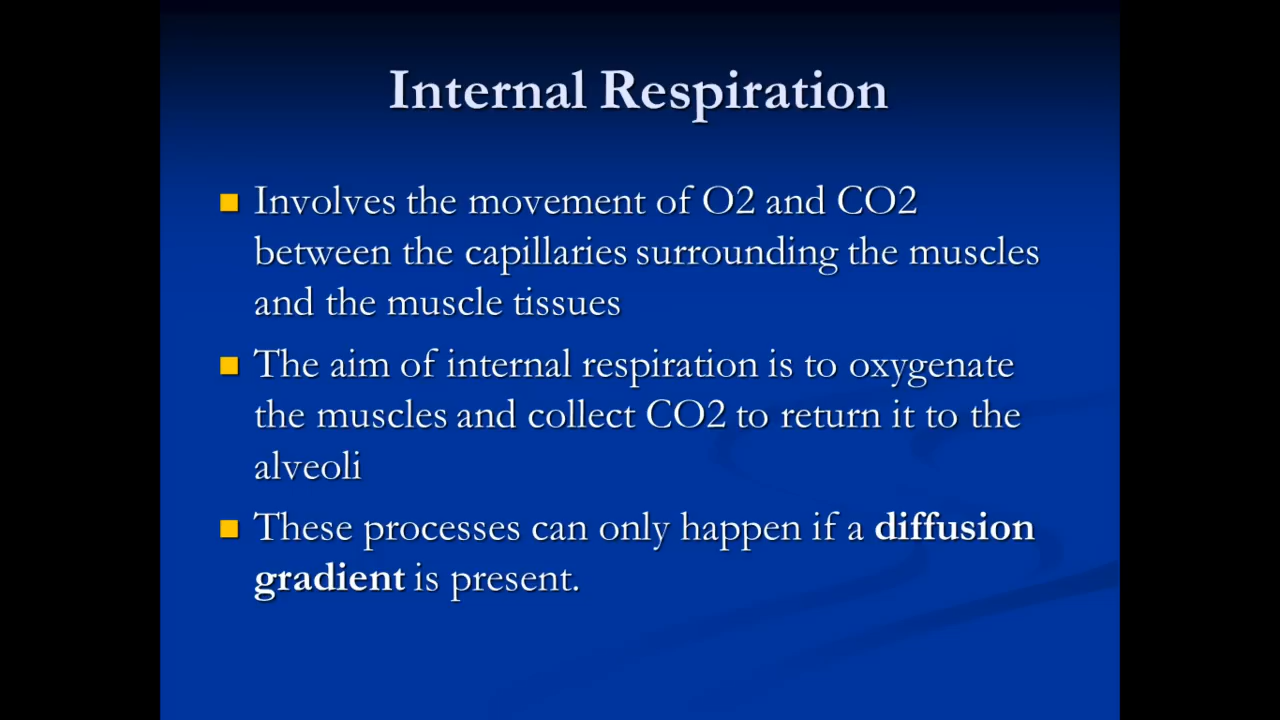 Internal Respiration
Involves the movement of O2 and CO2
between the capillaries surrounding the muscles
and the muscle tissues
The aim of internal respiration is to oxygenate
the muscles and collect CO2 to return it to the
alveoli
These processes can only happen if a diffusion
gradient is present.